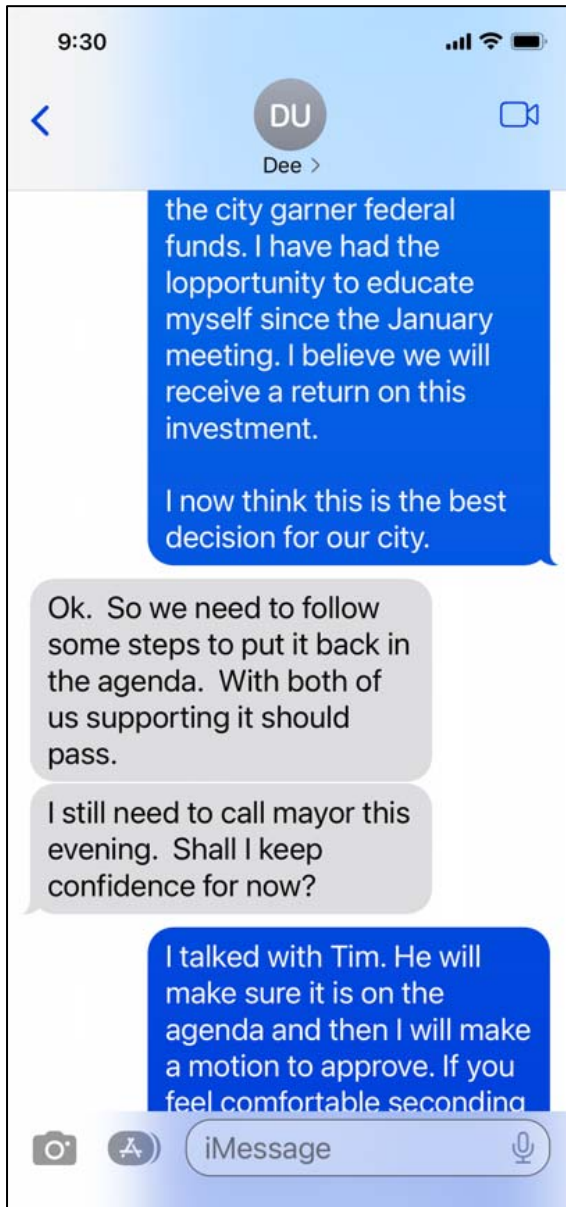 9:30
DU
Dee >
the city garner federal
funds. I have had the
lopportunity to educate
myself since the January
meeting. I believe we will
receive a return on this
investment.
I now think this is the best
decision for our city.
Ok.  So we need to follow
some steps to put it back in
the agenda.  With both of
us supporting it should
pass.
I still need to call mayor this
evening.  Shall I keep
confidence for now?
I talked with Tim. He will
make sure it is on the
agenda and then I will make
a motion to approve. If you
feel comfortable seconding
iMessage